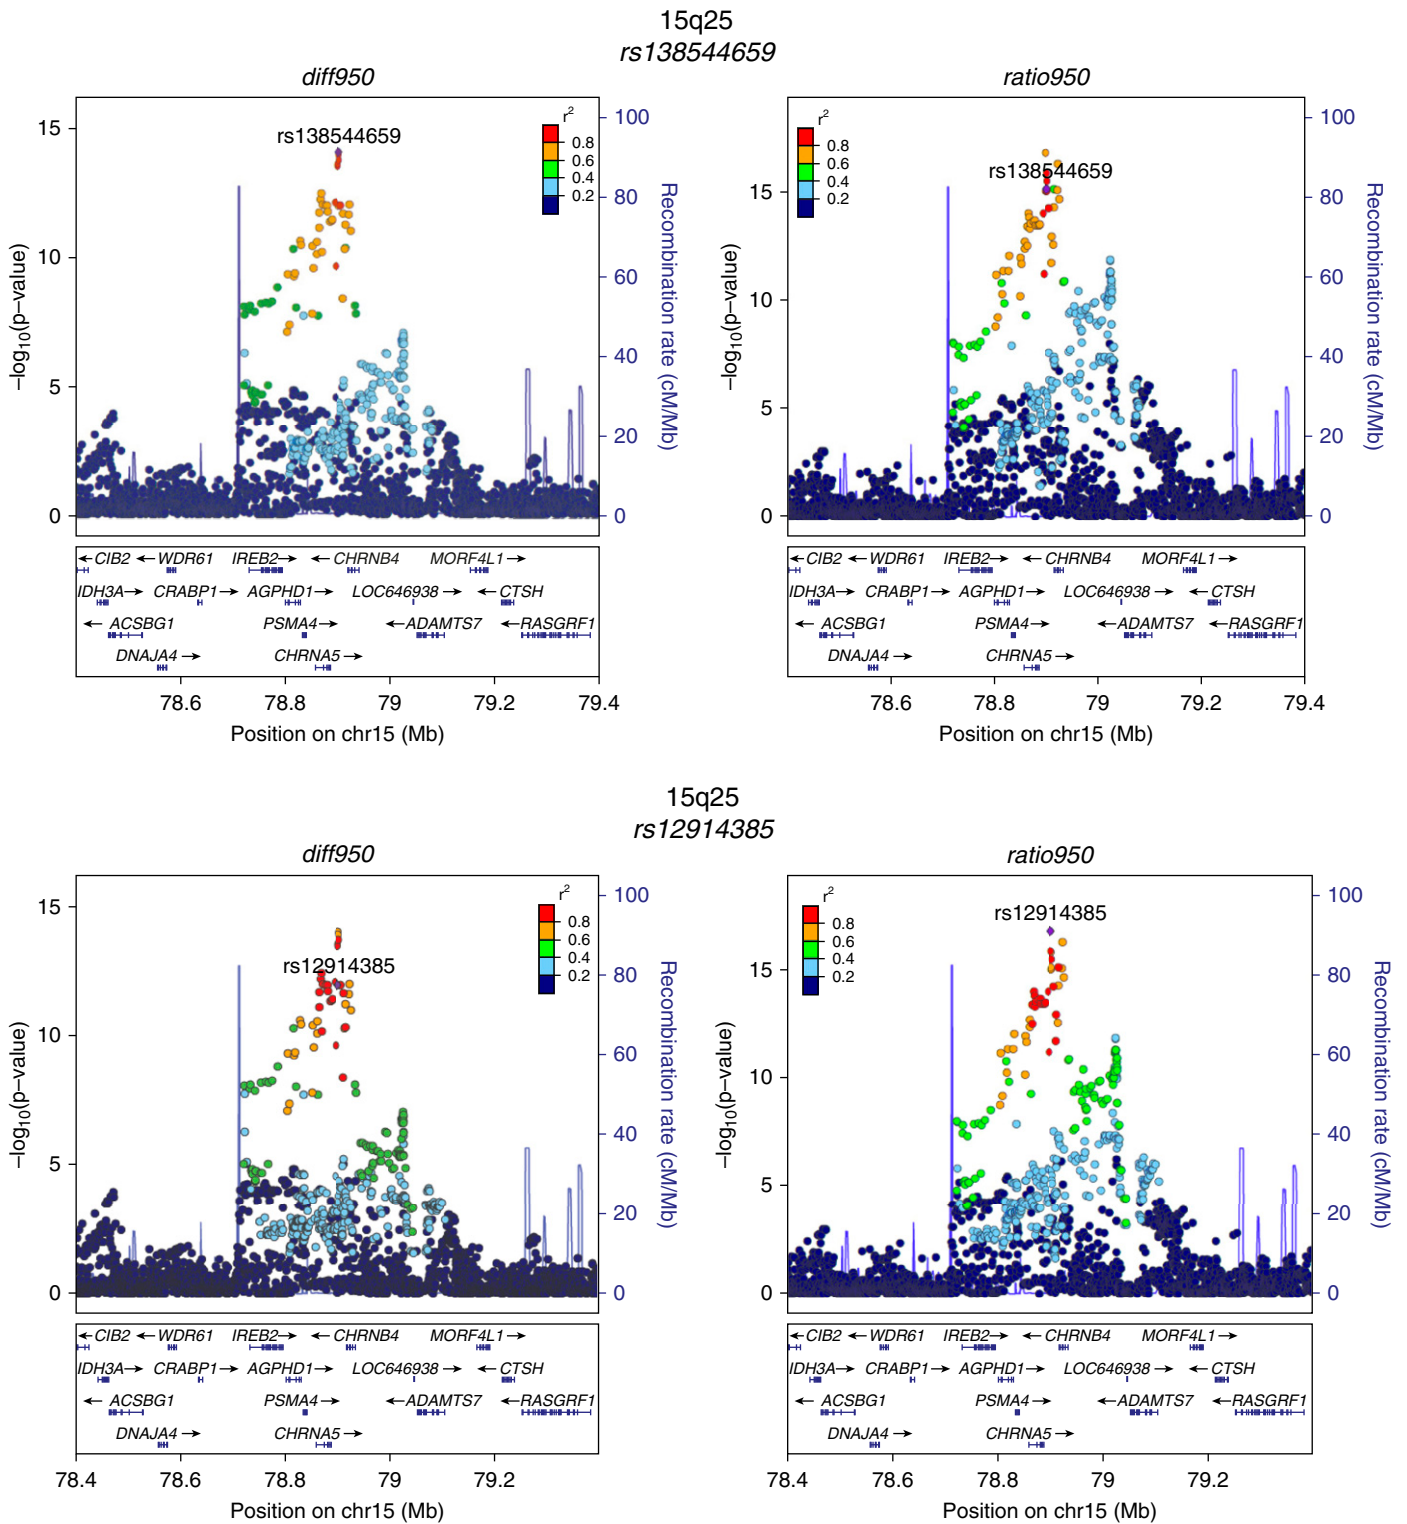 15q25
rs138544659
diff950
r2
0.8
0.6
0.4
0.2
rs138544659
15
10
5
0
−log10(p−value)
100
80
60
40
20
0
Recombination rate (cM/Mb)
←CIB2 ←WDR61 IREB2→ ←CHRNB4 MORF4L1→
IDH3A→ CRABP1→ AGPHD1→ LOC646938→ ←CTSH
←ACSBG1 PSMA4→ ←ADAMTS7 ←RASGRF1
DNAJA4→ CHRNA5→
78.6 78.8 79 79.2 79.4
Position on chr15 (Mb)
ratio950
r2
0.8
0.6
0.4
0.2
rs138544659
15
10
5
0
−log10(p−value)
100
80
60
40
20
0
Recombination rate (cM/Mb)
←CIB2 ←WDR61 IREB2→ ←CHRNB4 MORF4L1→
IDH3A→ CRABP1→ AGPHD1→ LOC646938→ ←CTSH
←ACSBG1 PSMA4→ ←ADAMTS7 ←RASGRF1
DNAJA4→ CHRNA5→
78.6 78.8 79 79.2 79.4
Position on chr15 (Mb)
15q25
rs12914385
diff950
r2
0.8
0.6
0.4
0.2
rs12914385
15
10
5
0
−log10(p−value)
100
80
60
40
20
0
Recombination rate (cM/Mb)
←CIB2 ←WDR61 IREB2→ ←CHRNB4 MORF4L1→
IDH3A→ CRABP1→ AGPHD1→ LOC646938→ ←CTSH
←ACSBG1 PSMA4→ ←ADAMTS7 ←RASGRF1
DNAJA4→ CHRNA5→
78.4 78.6 78.8 79 79.2
Position on chr15 (Mb)
ratio950
r2
0.8
0.6
0.4
0.2
rs12914385
15
10
5
0
−log10(p−value)
100
80
60
40
20
0
Recombination rate (cM/Mb)
←CIB2 ←WDR61 IREB2→ ←CHRNB4 MORF4L1→
IDH3A→ CRABP1→ AGPHD1→ LOC646938→ ←CTSH
←ACSBG1 PSMA4→ ←ADAMTS7 ←RASGRF1
DNAJA4→ CHRNA5→
78.4 78.6 78.8 79 79.2
Position on chr15 (Mb)